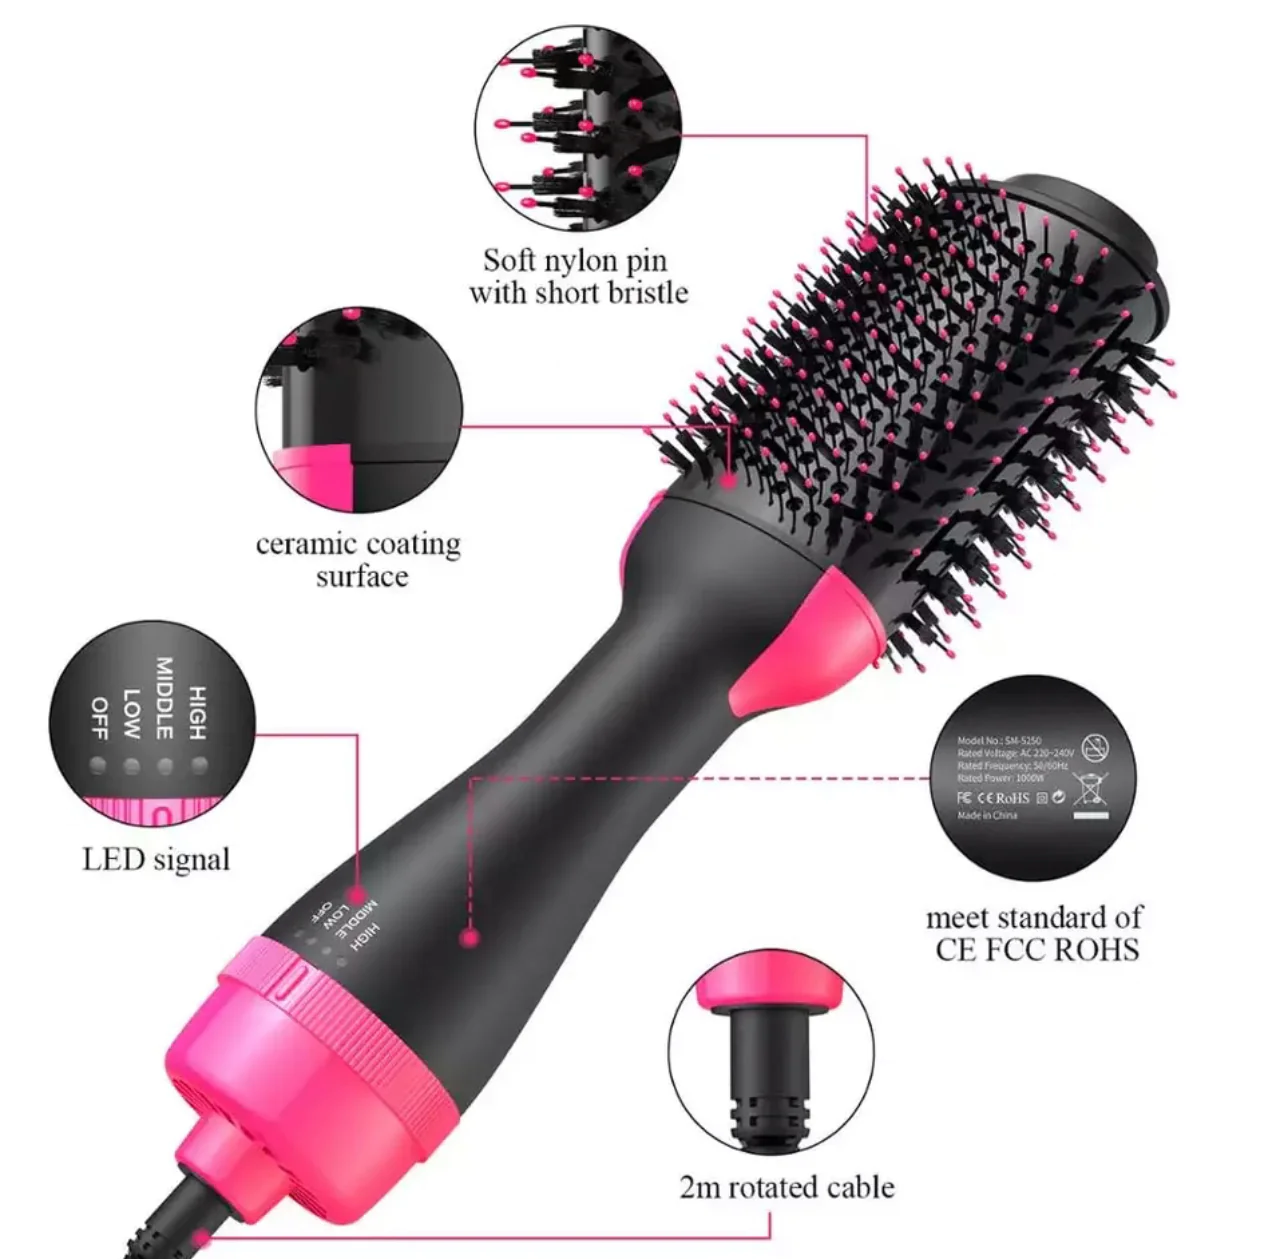 Soft nylon pin
with short bristle
ceramic coating
surface
OFF
LOW
MIDDLE
HIGH
LED signal
Model No.: SM-5250
Rated Voltage: AC 220-240V
Rated Frequency: 50/60Hz
Rated Power: 1000W
FC CE RoHS
Made in China
meet standard of
CE FCC ROHS
OFF
LOW
MIDDLE
HIGH
2m rotated cable